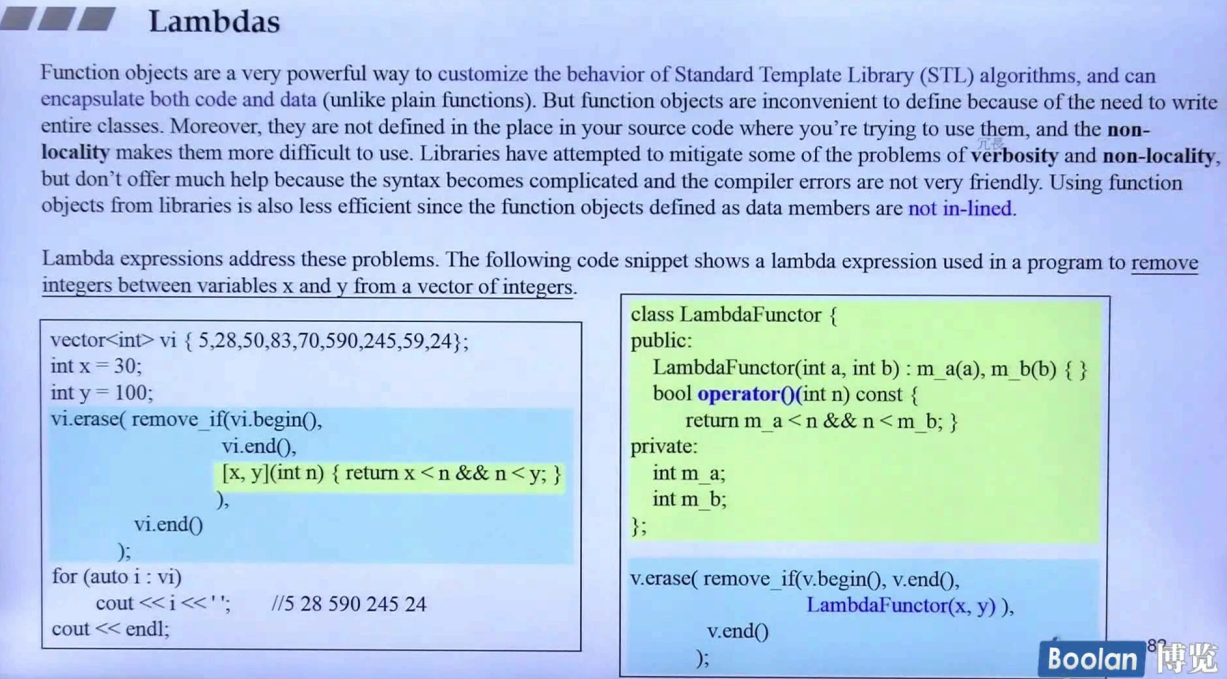 Lambdas
Function objects are a very powerful way to customize the behavior of Standard Template Library (STL) algorithms, and can
encapsulate both code and data (unlike plain functions). But function objects are inconvenient to define because of the need to write
entire classes. Moreover, they are not defined in the place in your source code where you're trying to use them, and the non-
locality makes them more difficult to use. Libraries have attempted to mitigate some of the problems of verbosity and non-locality,
冗長
but don't offer much help because the syntax becomes complicated and the compiler errors are not very friendly. Using function
objects from libraries is also less efficient since the function objects defined as data members are not in-lined.
Lambda expressions address these problems. The following code snippet shows a lambda expression used in a program to remove
integers between variables x and y from a vector of integers.
vector<int> vi { 5,28,50,83,70,590,245,59,24};
int x = 30;
int y = 100;
vi.erase( remove_if(vi.begin(),
vi.end(),
[x, y](int n) { return x < n && n < y; }
),
vi.end()
);
for (auto i : vi)
cout << i << ' '; //5 28 590 245 24
cout << endl;
class LambdaFunctor {
public:
LambdaFunctor(int a, int b) : m_a(a), m_b(b) { }
bool operator()(int n) const {
return m_a < n && n < m_b; }
private:
int m_a;
int m_b;
};
v.erase( remove_if(v.begin(), v.end(),
LambdaFunctor(x, y) ),
v.end()
);
Boolan 博览